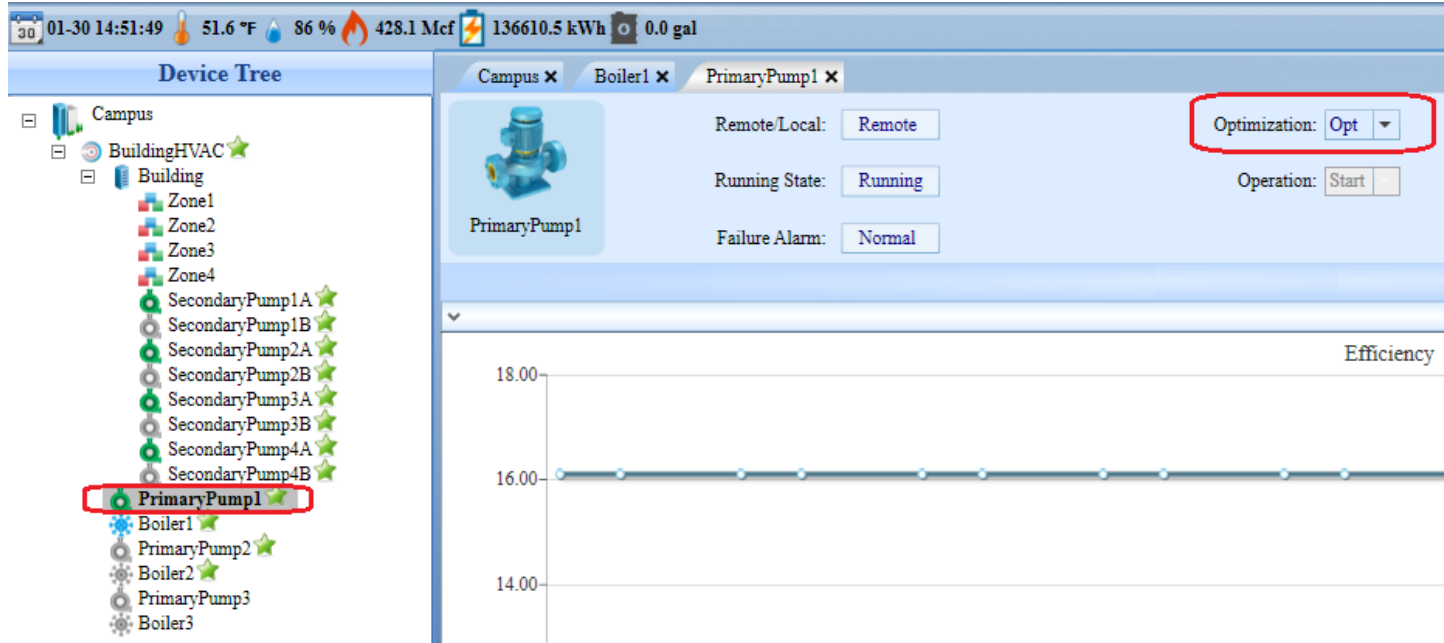 30 01-30 14:51:49 51.6 °F 86 % 428.1 Mcf 136610.5 kWh 0.0 gal
Device Tree
Campus
BuildingHVAC
Building
Zone1
Zone2
Zone3
Zone4
SecondaryPump1A
SecondaryPump1B
SecondaryPump2A
SecondaryPump2B
SecondaryPump3A
SecondaryPump3B
SecondaryPump4A
SecondaryPump4B
PrimaryPump1
Boiler1
PrimaryPump2
Boiler2
PrimaryPump3
Boiler3
Campus Boiler1 PrimaryPump1
PrimaryPump1
Remote/Local: Remote
Running State: Running
Failure Alarm: Normal
Optimization: Opt
Operation: Start
Efficiency
18.00
16.00
14.00